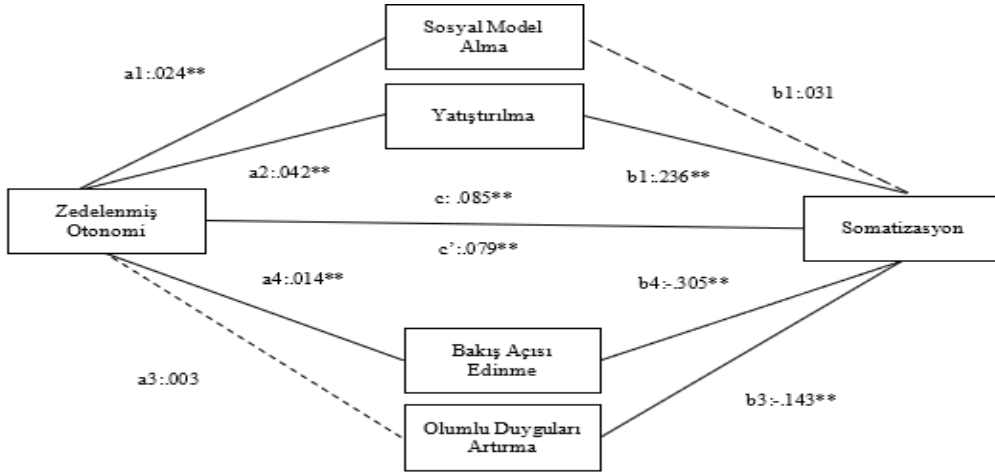 Sosyal Model
Alma
a1:.024**
b1:.031
Yatıştırılma
a2:.042**
b1:.236**
Zedelenmiş
Otonomi
c: .085**
Somatizasyon
c’:.079**
a4:.014**
b4:-.305**
Bakış Açısı
Edinme
a3:.003
b3:-.143**
Olumlu Duyguları
Artırma